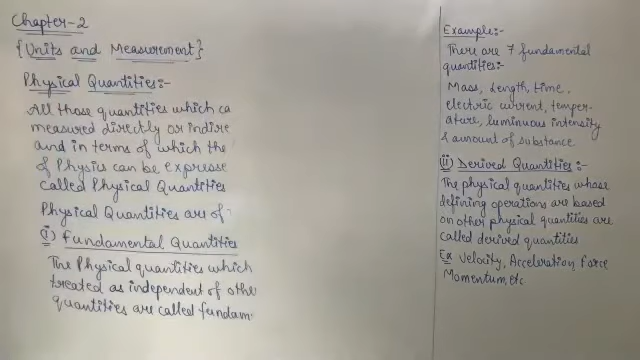 Chapter-2
{Units and Measurement}
Physical Quantities:-
All those quantities which ca
measured directly or indire
and in terms of which the
of Physics can be expresse
called Physical Quantities
Physical Quantities are of
(i) Fundamental Quantities
The Physical quantities which
treated as independent of othe
quantities are called fundam
Example:-
There are 7 fundamental
quantities:-
Mass, Length, time,
electric current, temper-
ature, luminous intensity
& amount of substance
(ii) Derived Quantities:-
The physical quantities whose
defining operations are based
on other physical quantities are
called derived quantities
Ex Velocity, Acceleration, Force
Momentum, etc